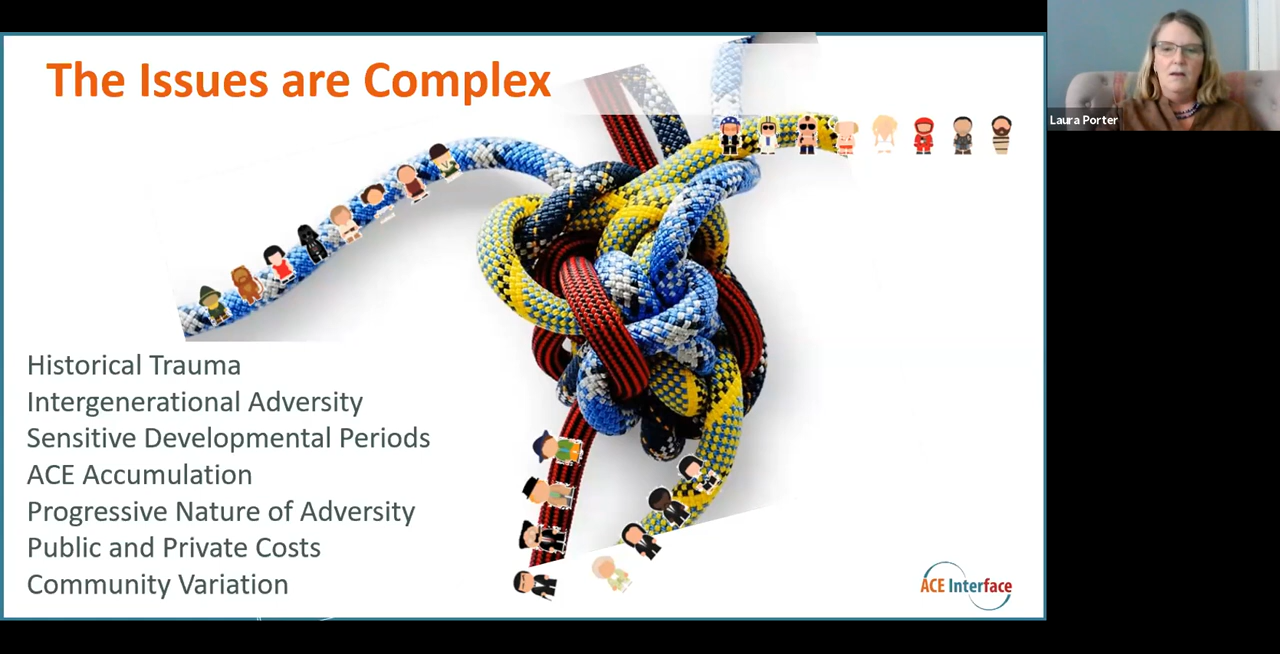 The Issues are Complex
Laura Porter
Historical Trauma
Intergenerational Adversity
Sensitive Developmental Periods
ACE Accumulation
Progressive Nature of Adversity
Public and Private Costs
Community Variation
ACE Interface